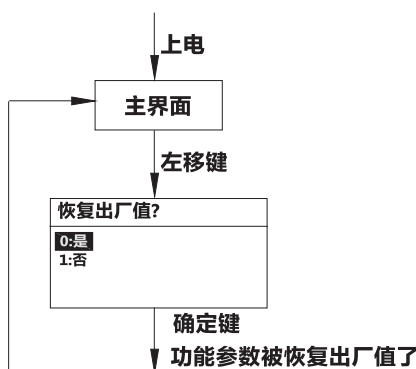 上电
主界面
左移键
恢复出厂值?
0:是
1:否
确定键
功能参数被恢复出厂值了